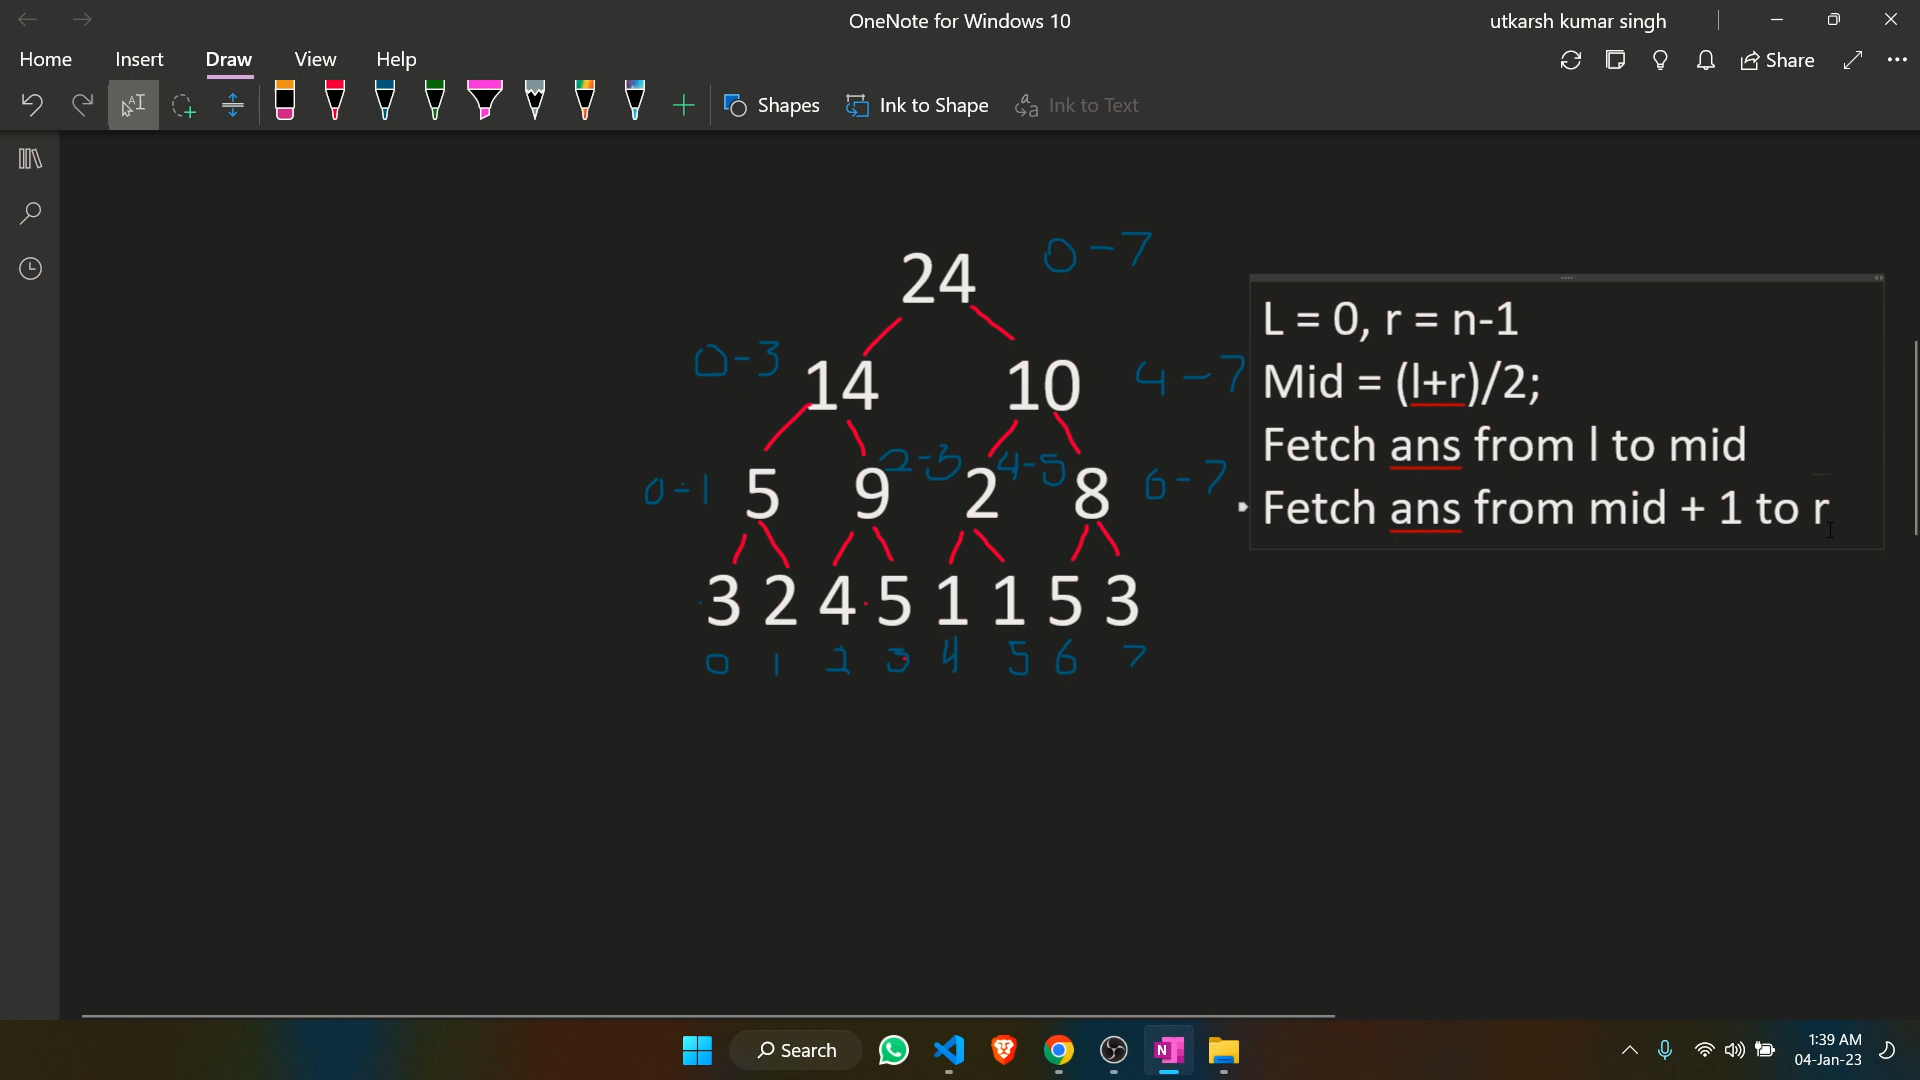 OneNote for Windows 10
utkarsh kumar singh
Home Insert Draw View Help
Share
Shapes Ink to Shape Ink to Text
24 0-7
0-3 14 10 4-7
0-1 5 9 2-3 2 4-5 8 6-7
3 2 4 5 1 1 5 3
0 1 2 3 4 5 6 7
L = 0, r = n-1
Mid = (l+r)/2;
Fetch ans from l to mid
Fetch ans from mid + 1 to r
Search
1:39 AM
04-Jan-23